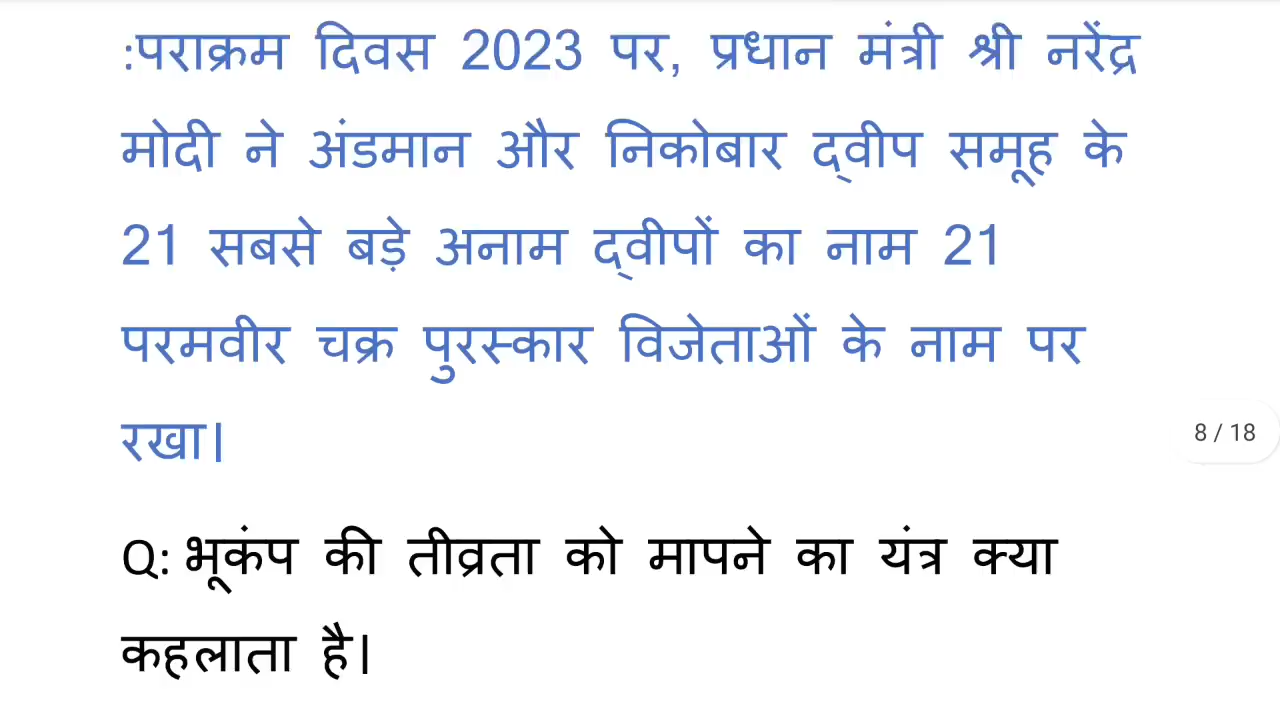 :पराक्रम दिवस 2023 पर, प्रधान मंत्री श्री नरेंद्र
मोदी ने अंडमान और निकोबार द्वीप समूह के
21 सबसे बड़े अनाम द्वीपों का नाम 21
परमवीर चक्र पुरस्कार विजेताओं के नाम पर
रखा।
8 / 18
Q: भूकंप की तीव्रता को मापने का यंत्र क्या
कहलाता है।